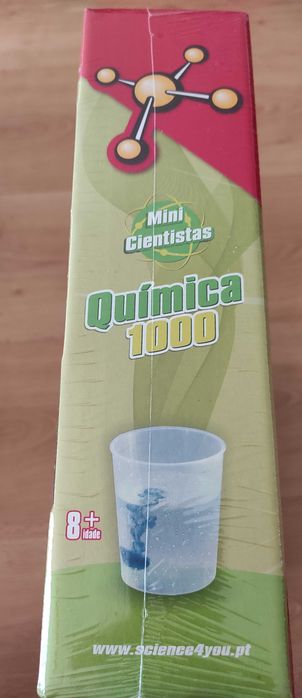 Mini
Cientistas
Química
1000
8+
idade
www.science4you.pt